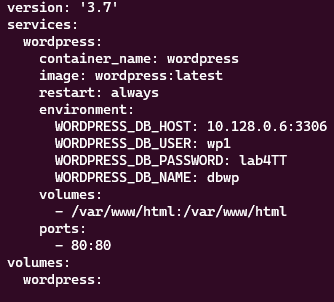 version: '3.7'
services:
  wordpress:
    container_name: wordpress
    image: wordpress:latest
    restart: always
    environment:
      WORDPRESS_DB_HOST: 10.128.0.6:3306
      WORDPRESS_DB_USER: wp1
      WORDPRESS_DB_PASSWORD: lab4TT
      WORDPRESS_DB_NAME: dbwp
    volumes:
      - /var/www/html:/var/www/html
    ports:
      - 80:80
volumes:
  wordpress: